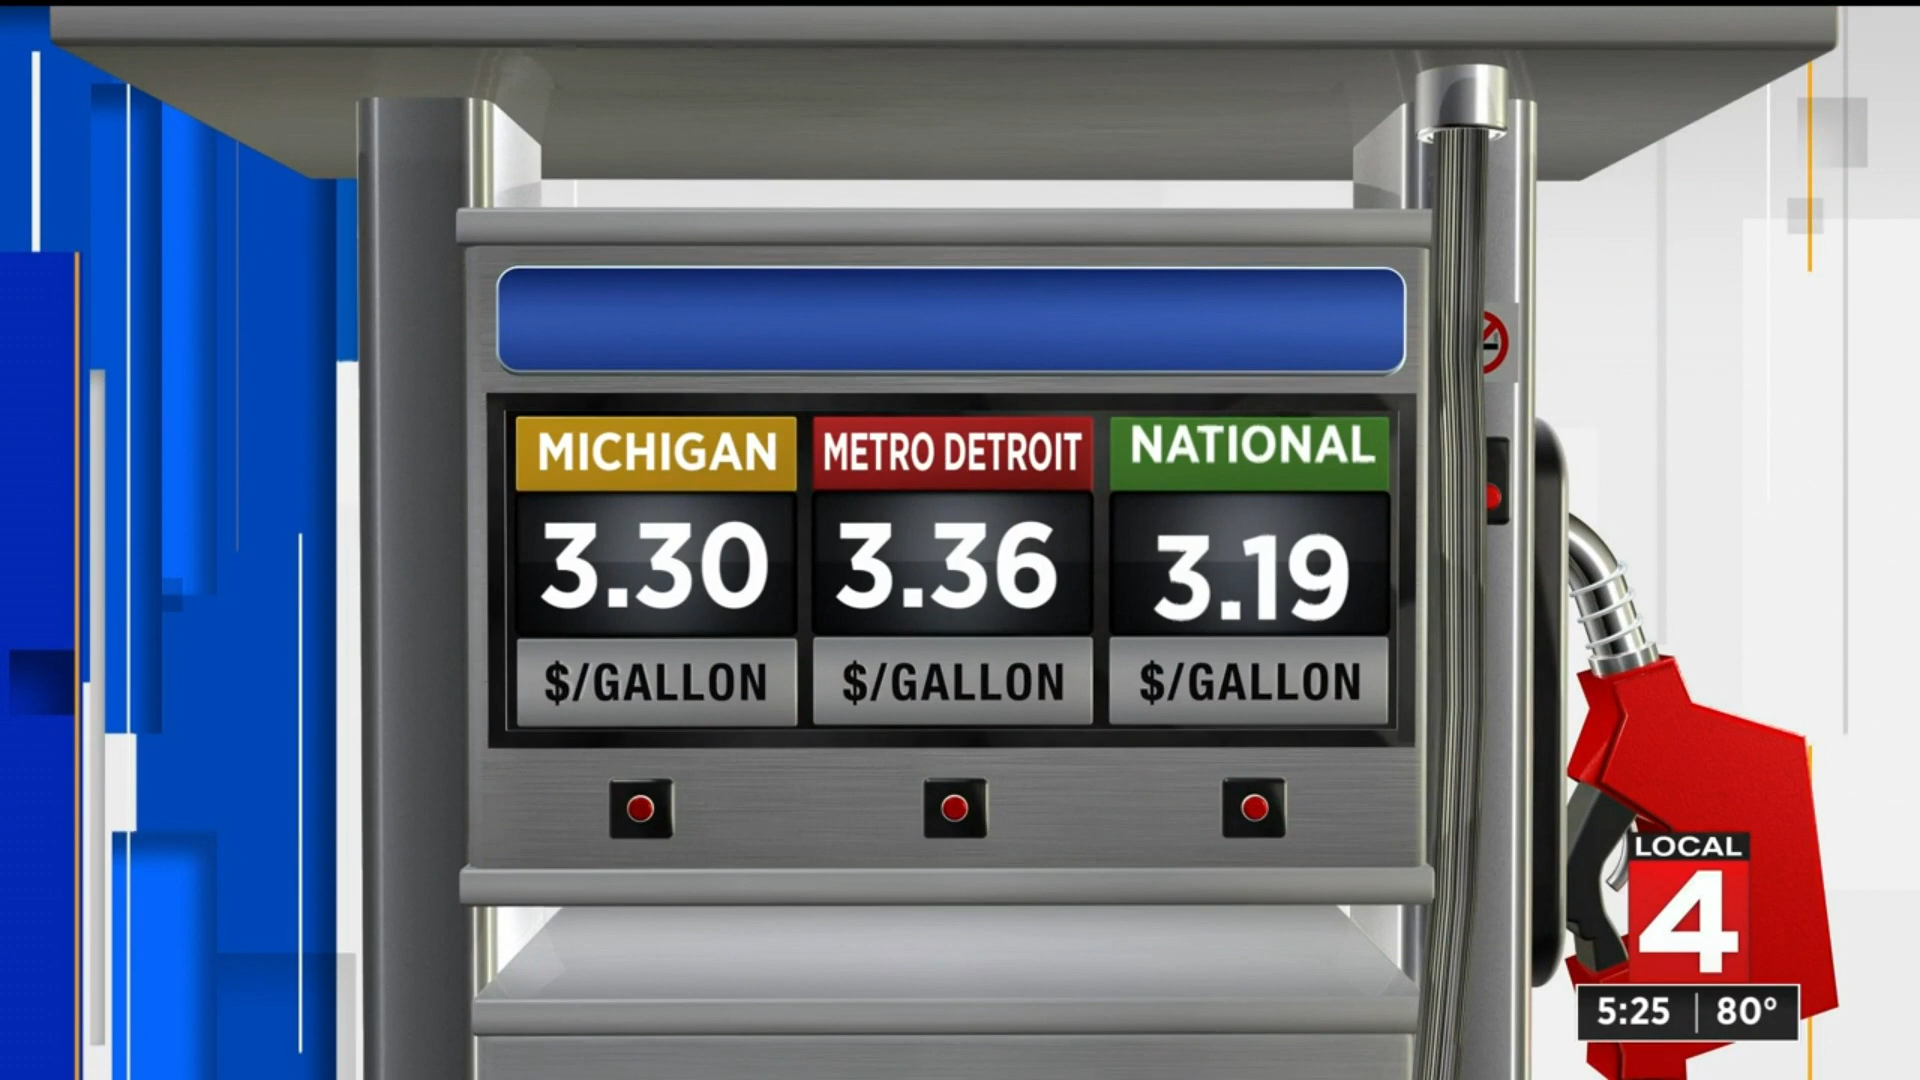 MICHIGAN
METRO DETROIT
NATIONAL
3.30
3.36
3.19
$/GALLON
$/GALLON
$/GALLON
LOCAL
4
5:25 | 80°